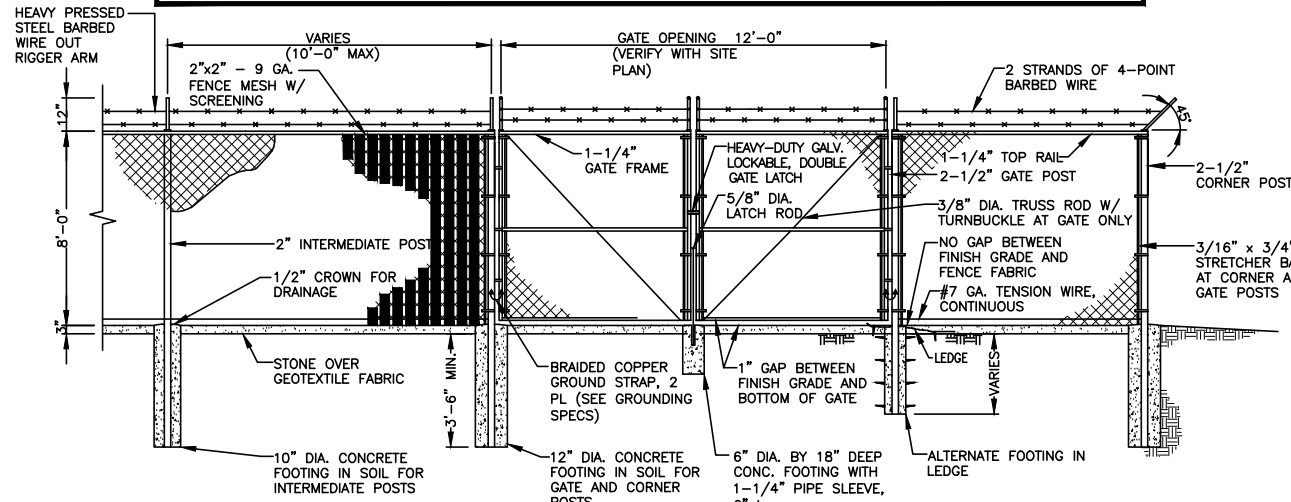 HEAVY PRESSED
STEEL BARBED
WIRE OUT
RIGGER ARM
VARIES
(10'-0" MAX)
GATE OPENING 12'-0"
(VERIFY WITH SITE
PLAN)
2"x2" - 9 GA.
FENCE MESH W/
SCREENING
2 STRANDS OF 4-POINT
BARBED WIRE
12"
45°
1-1/4"
GATE FRAME
HEAVY-DUTY GALV.
LOCKABLE, DOUBLE
GATE LATCH
1-1/4" TOP RAIL
2-1/2" GATE POST
2-1/2"
CORNER POST
5/8" DIA.
LATCH ROD
3/8" DIA. TRUSS ROD W/
TURNBUCKLE AT GATE ONLY
8'-0"
2" INTERMEDIATE POST
NO GAP BETWEEN
FINISH GRADE AND
FENCE FABRIC
3/16" x 3/4"
STRETCHER
AT CORNER
GATE POSTS
1/2" CROWN FOR
DRAINAGE
#7 GA. TENSION WIRE,
CONTINUOUS
3"
STONE OVER
GEOTEXTILE FABRIC
3'-6" MIN.
BRAIDED COPPER
GROUND STRAP, 2
PL (SEE GROUNDING
SPECS)
1" GAP BETWEEN
FINISH GRADE AND
BOTTOM OF GATE
LEDGE
VARIES
10" DIA. CONCRETE
FOOTING IN SOIL FOR
INTERMEDIATE POSTS
12" DIA. CONCRETE
FOOTING IN SOIL FOR
GATE AND CORNER
POSTS
6" DIA. BY 18" DEEP
CONC. FOOTING WITH
1-1/4" PIPE SLEEVE,
ALTERNATE FOOTING IN
LEDGE